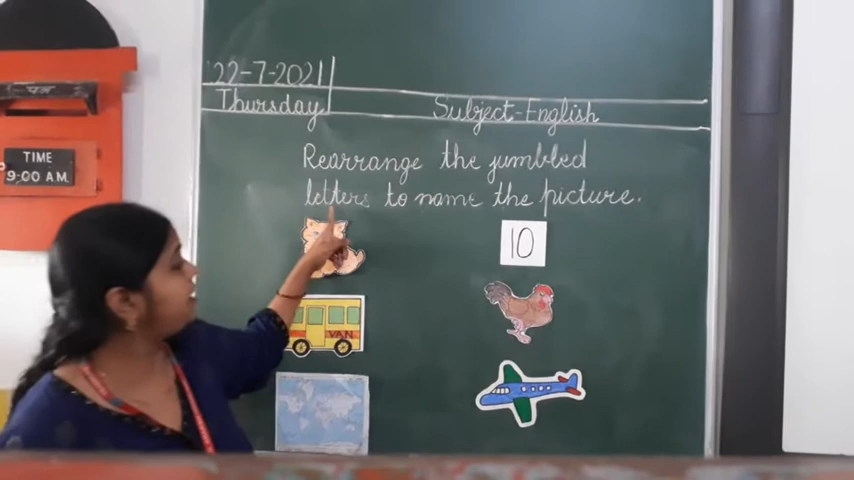 22-7-2021
Thursday
Subject-English
Rearrange the jumbled
letters to name the picture.
TIME
9:00 A.M
10
VAN